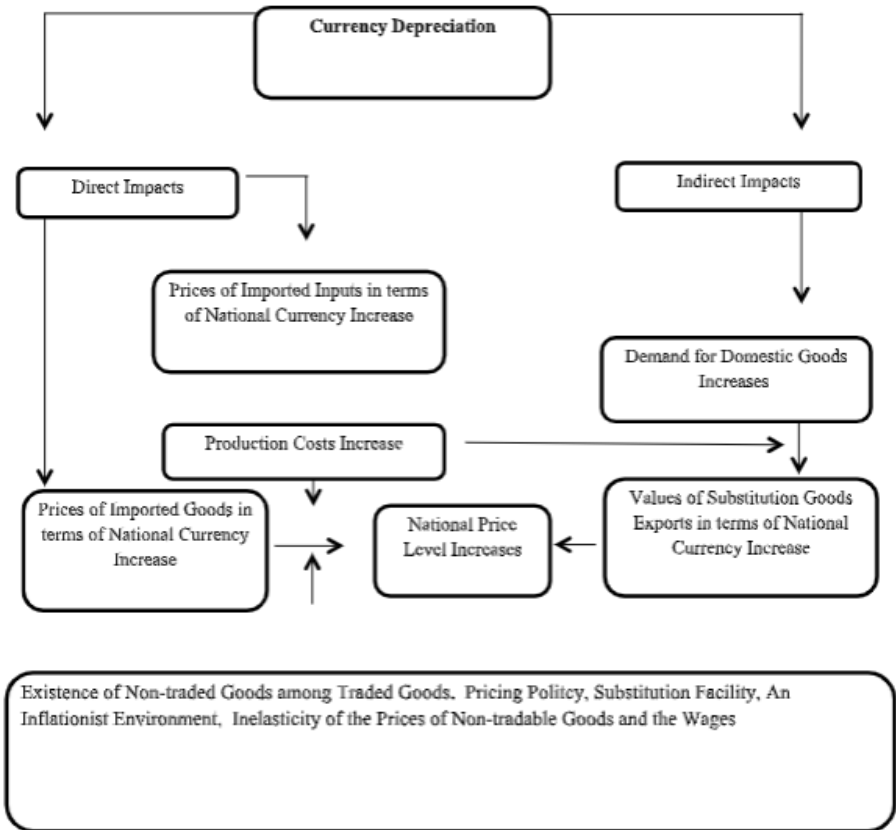 Currency Depreciation
Direct Impacts
Indirect Impacts
Prices of Imported Inputs in terms
of National Currency Increase
Demand for Domestic Goods
Increases
Production Costs Increase
Prices of Imported Goods in
terms of National Currency
Increase
National Price
Level Increases
Values of Substitution Goods
Exports in terms of National
Currency Increase
Existence of Non-traded Goods among Traded Goods, Pricing Politcy, Substitution Facility, An
Inflationist Environment, Inelasticity of the Prices of Non-tradable Goods and the Wages